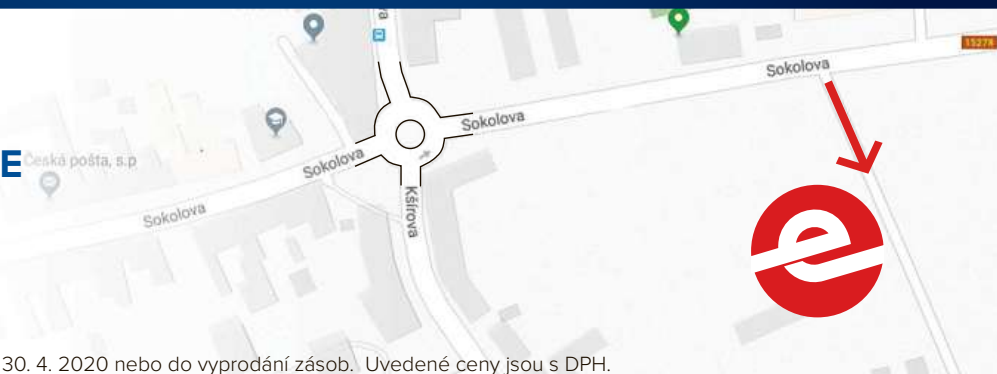 va
15278
Sokolova
Sokolova
E
Česká pošta, s.p
Sokolova
Kšírova
Sokolova
e
30. 4. 2020 nebo do vyprodání zásob. Uvedené ceny jsou s DPH.